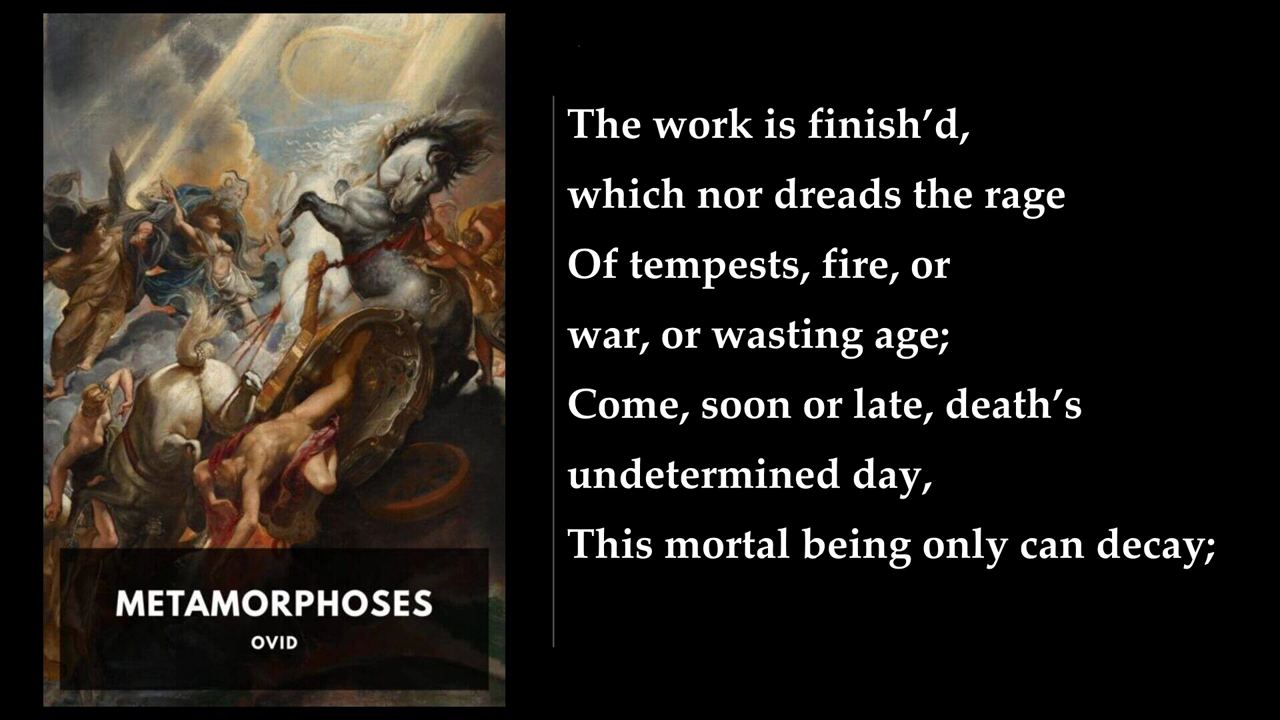 METAMORPHOSES
OVID
The work is finish’d,
which nor dreads the rage
Of tempests, fire, or
war, or wasting age;
Come, soon or late, death’s
undetermined day,
This mortal being only can decay;